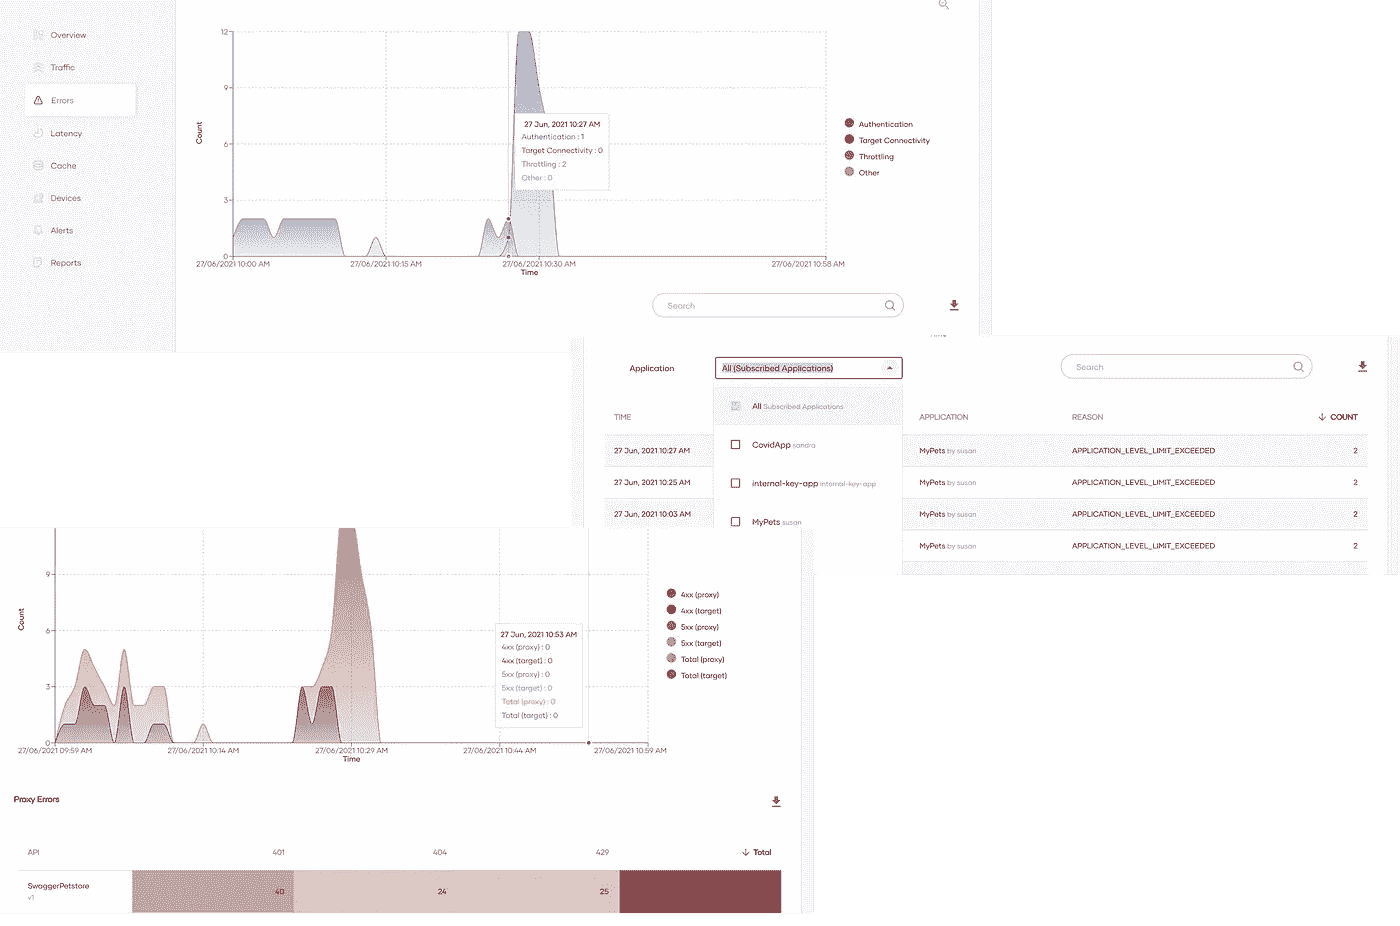 Overview
Traffic
Errors
Latency
Cache
Devices
Alerts
Reports
12
9
6
3
0
Count
27/06/2021 10:00 AM
27/06/2021 10:15 AM
27/06/2021 10:30 AM
27/06/2021 10:58 AM
Time
27 Jun, 2021 10:27 AM
Authentication : 1
Target Connectivity : 0
Throttling : 2
Other : 0
Authentication
Target Connectivity
Throttling
Other
Search
Application
All (Subscribed Applications)
Search
All Subscribed Applications
CovidApp sandra
internal-key-app internal-key-app
MyPets susan
TIME APPLICATION REASON COUNT
27 Jun, 2021 10:27 AM MyPets by susan APPLICATION_LEVEL_LIMIT_EXCEEDED 2
27 Jun, 2021 10:25 AM MyPets by susan APPLICATION_LEVEL_LIMIT_EXCEEDED 2
27 Jun, 2021 10:03 AM MyPets by susan APPLICATION_LEVEL_LIMIT_EXCEEDED 2
MyPets by susan APPLICATION_LEVEL_LIMIT_EXCEEDED 2
9
6
3
0
Count
27/06/2021 09:59 AM
27/06/2021 10:14 AM
27/06/2021 10:29 AM
27/06/2021 10:44 AM
27/06/2021 10:59 AM
Time
27 Jun, 2021 10:53 AM
4xx (proxy) : 0
4xx (target) : 0
5xx (proxy) : 0
5xx (target) : 0
Total (proxy) : 0
Total (target) : 0
4xx (proxy)
4xx (target)
5xx (proxy)
5xx (target)
Total (proxy)
Total (target)
Proxy Errors
API 401 404 429 Total
SwaggerPetstore 40 24 25
v1